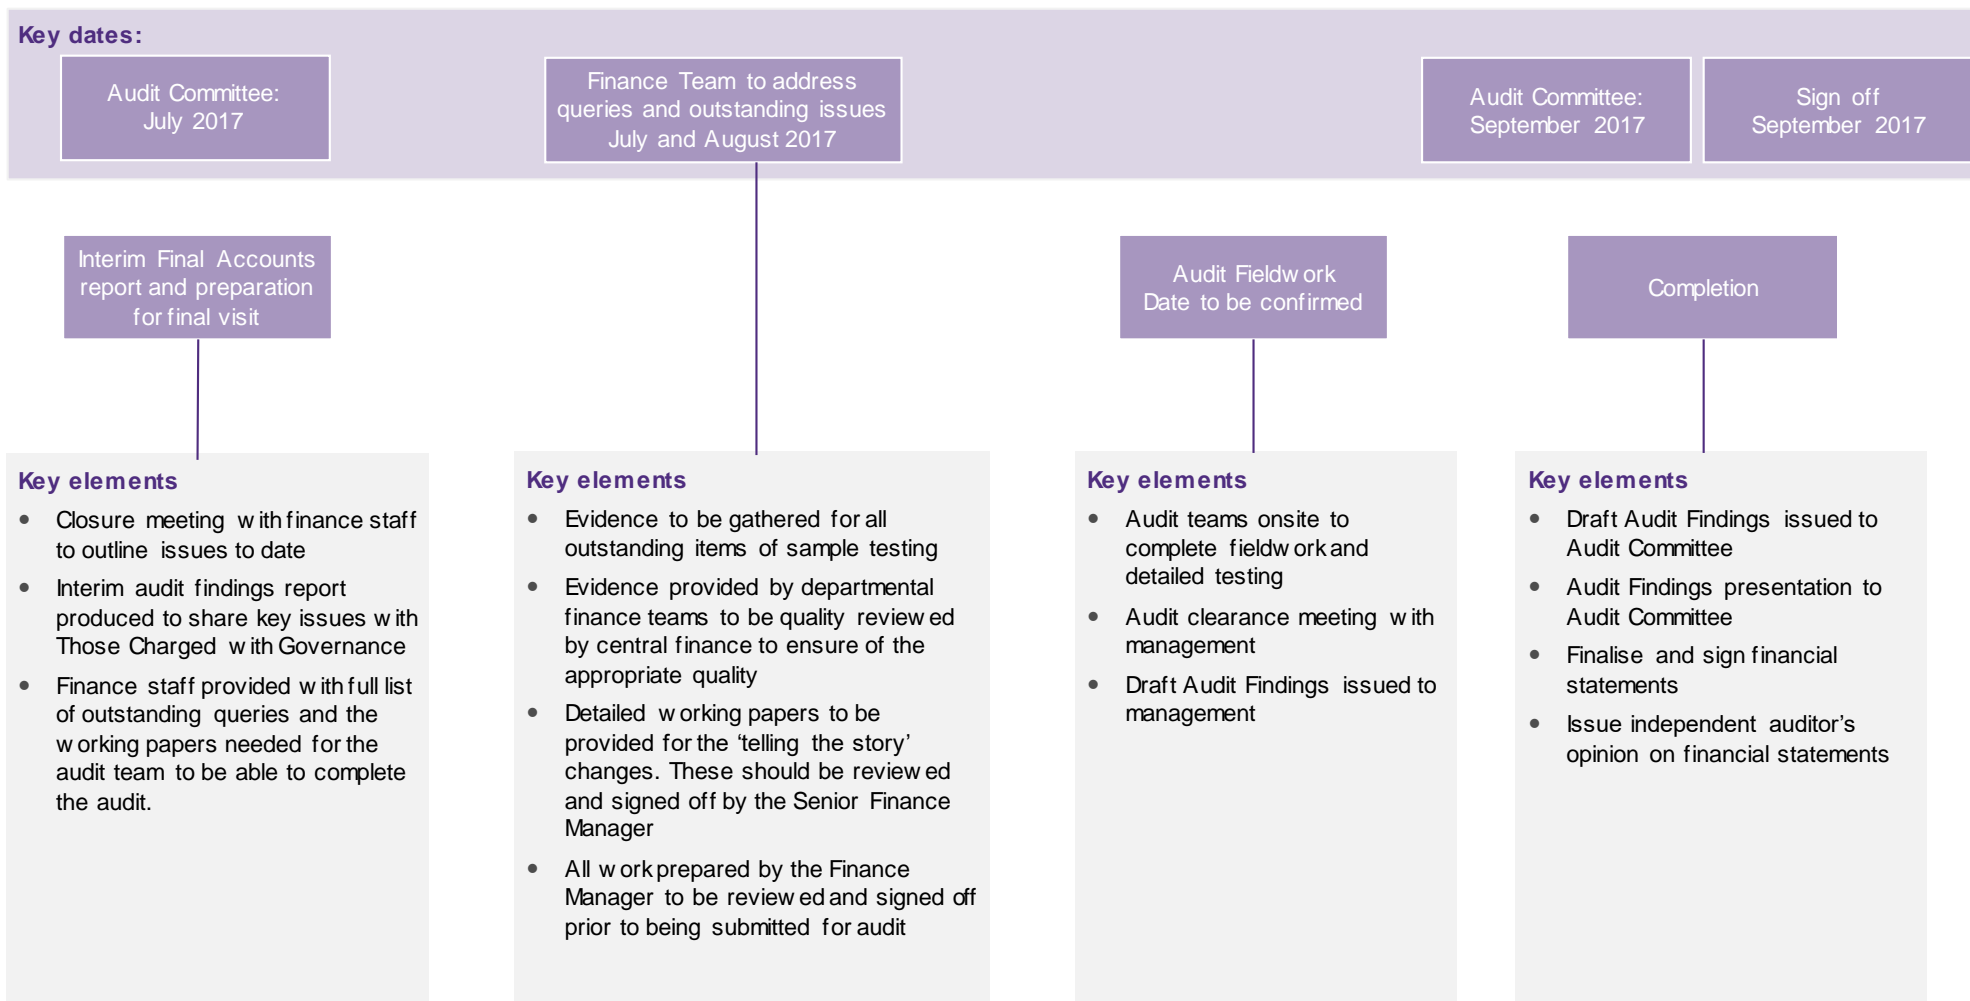 Key dates:
Audit Committee:
July 2017
Finance Team to address
queries and outstanding issues
July and August 2017
Audit Committee:
September 2017
Sign off
September 2017
Interim Final Accounts
report and preparation
for final visit
Audit Fieldwork
Date to be confirmed
Completion
Key elements
• Closure meeting with finance staff
to outline issues to date
• Interim audit findings report
produced to share key issues with
Those Charged with Governance
• Finance staff provided with full list
of outstanding queries and the
working papers needed for the
audit team to be able to complete
the audit.
Key elements
• Evidence to be gathered for all
outstanding items of sample testing
• Evidence provided by departmental
finance teams to be quality reviewed
by central finance to ensure of the
appropriate quality
• Detailed working papers to be
provided for the ‘telling the story’
changes. These should be reviewed
and signed off by the Senior Finance
Manager
• All work prepared by the Finance
Manager to be reviewed and signed off
prior to being submitted for audit
Key elements
• Audit teams onsite to
complete fieldwork and
detailed testing
• Audit clearance meeting with
management
• Draft Audit Findings issued to
management
Key elements
• Draft Audit Findings issued to
Audit Committee
• Audit Findings presentation to
Audit Committee
• Finalise and sign financial
statements
• Issue independent auditor’s
opinion on financial statements